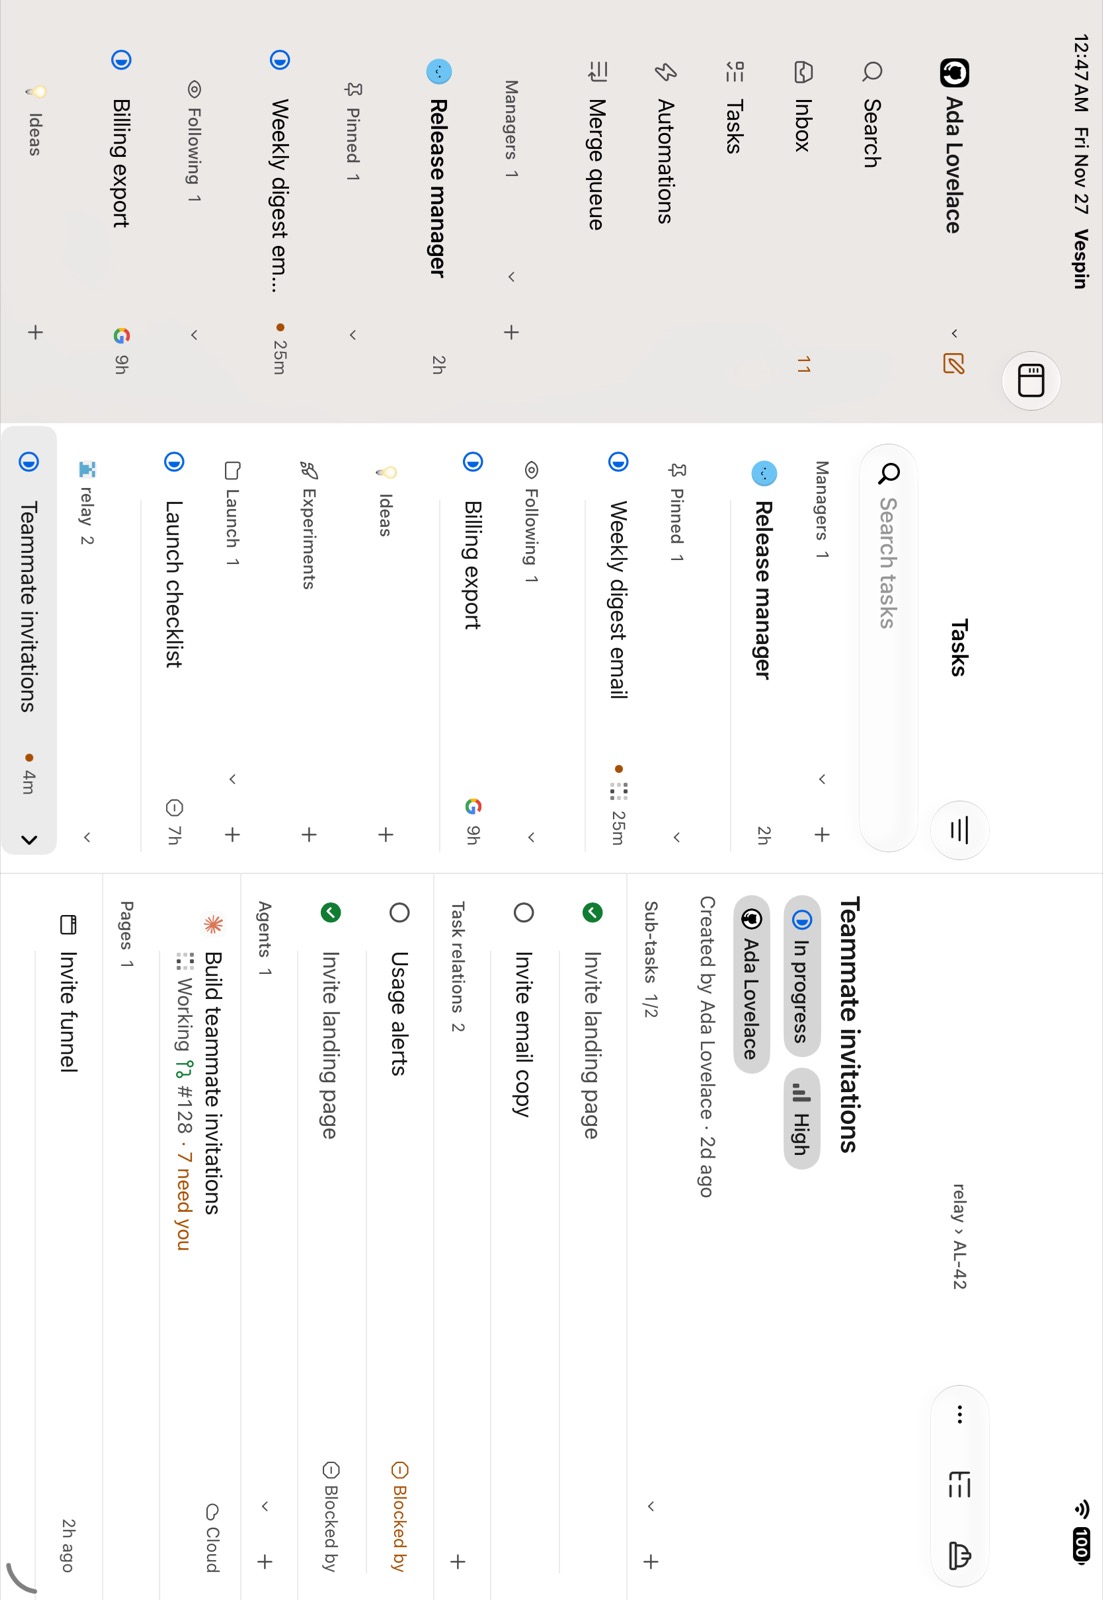 12:47 AM Fri Nov 27 Vespin
100
Ada Lovelace
Search
Inbox 11
Tasks
Automations
Merge queue
Managers 1
Release manager 2h
Pinned 1
Weekly digest em... 25m
Following 1
Billing export 9h
Ideas
Tasks
Search tasks
Managers 1
Release manager 2h
Pinned 1
Weekly digest email 25m
Following 1
Billing export 9h
Ideas
Experiments
Launch 1
Launch checklist 7h
relay 2
Teammate invitations 4m
relay › AL-42
Teammate invitations
In progress High
Ada Lovelace
Created by Ada Lovelace · 2d ago
Sub-tasks 1/2
Invite landing page
Invite email copy
Task relations 2
Usage alerts Blocked by
Invite landing page Blocked by
Agents 1
Build teammate invitations Cloud
Working #128 · 7 need you
Pages 1
Invite funnel 2h ago